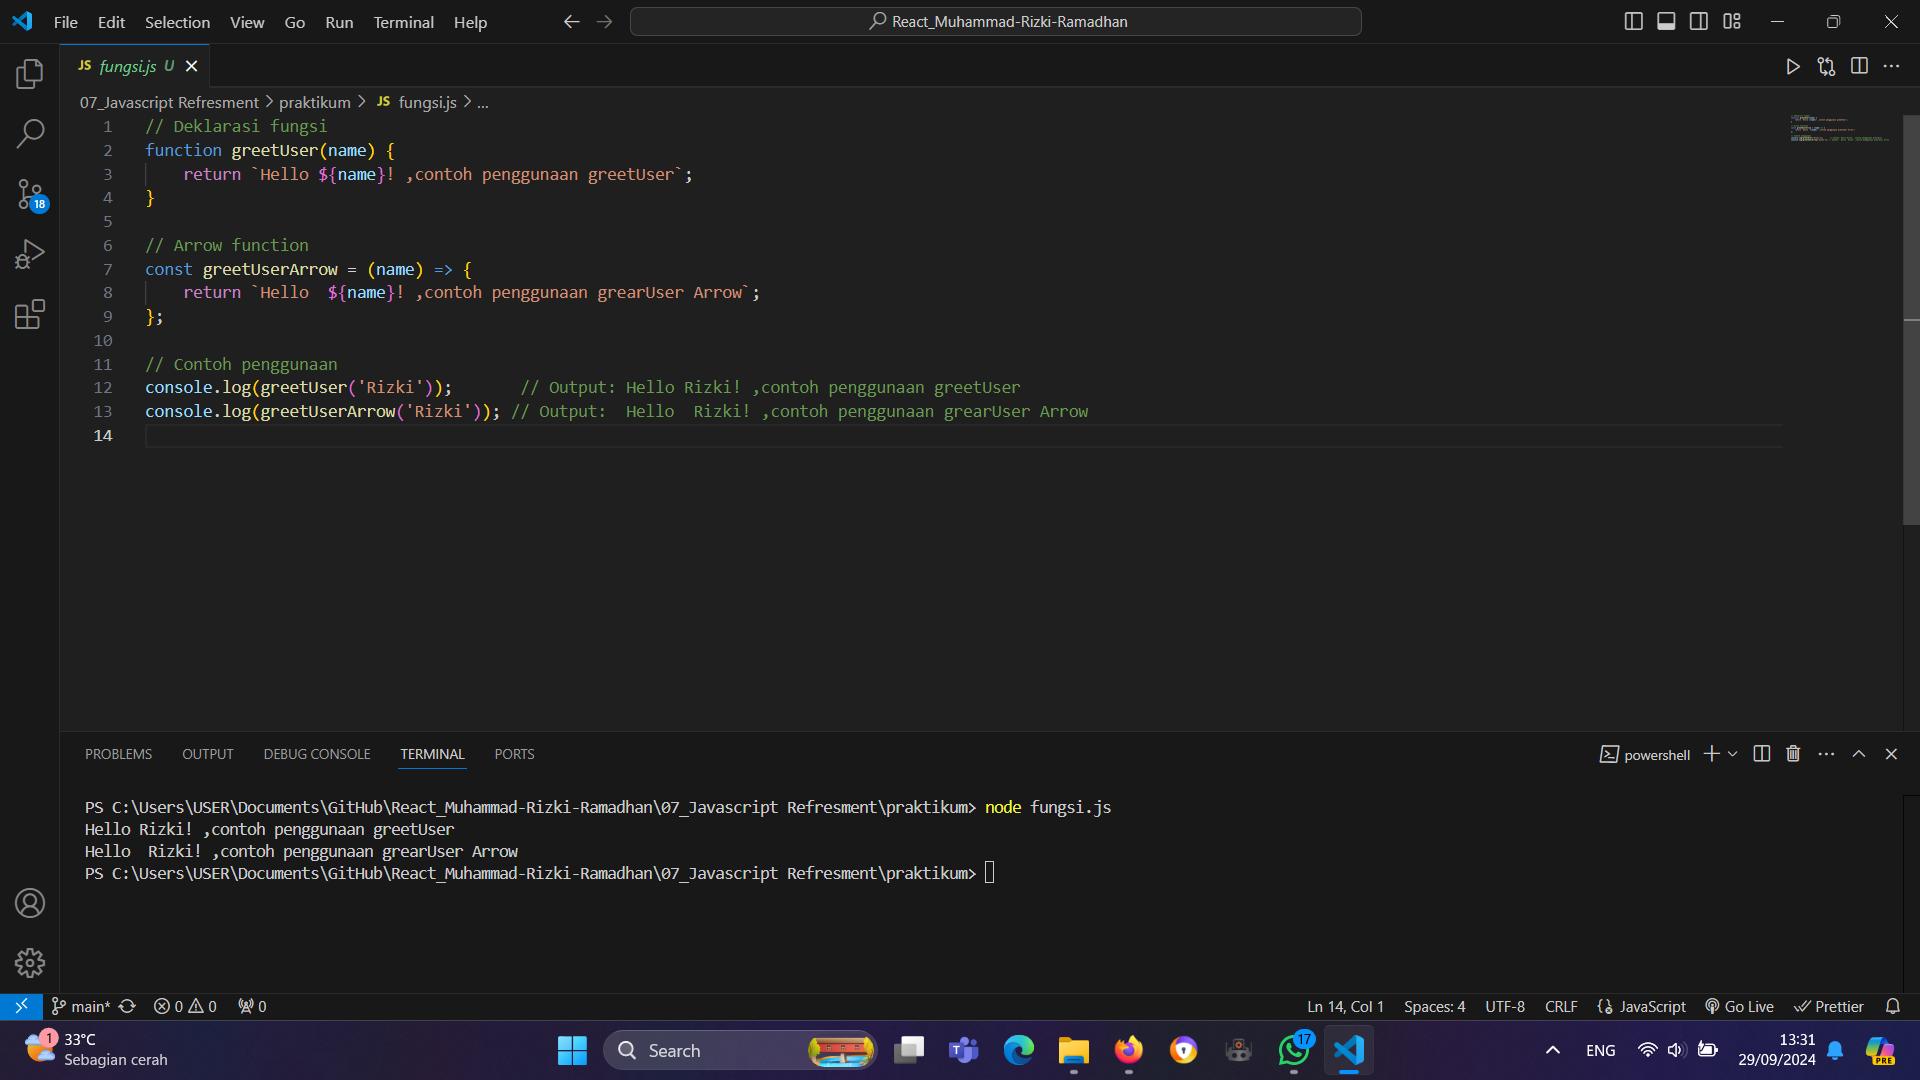 File Edit Selection View Go Run Terminal Help
React_Muhammad-Rizki-Ramadhan
JS fungsi.js U
07_Javascript Refresment > praktikum > JS fungsi.js > ...
1 // Deklarasi fungsi
2 function greetUser(name) {
3     return `Hello ${name}! ,contoh penggunaan greetUser`;
4 }
5
6 // Arrow function
7 const greetUserArrow = (name) => {
8     return `Hello  ${name}! ,contoh penggunaan grearUser Arrow`;
9 };
10
11 // Contoh penggunaan
12 console.log(greetUser('Rizki'));       // Output: Hello Rizki! ,contoh penggunaan greetUser
13 console.log(greetUserArrow('Rizki')); // Output:  Hello  Rizki! ,contoh penggunaan grearUser Arrow
14
18
PROBLEMS OUTPUT DEBUG CONSOLE TERMINAL PORTS
powershell
PS C:\Users\USER\Documents\GitHub\React_Muhammad-Rizki-Ramadhan\07_Javascript Refresment\praktikum> node fungsi.js
Hello Rizki! ,contoh penggunaan greetUser
Hello  Rizki! ,contoh penggunaan grearUser Arrow
PS C:\Users\USER\Documents\GitHub\React_Muhammad-Rizki-Ramadhan\07_Javascript Refresment\praktikum>
main* 0 0 0
Ln 14, Col 1 Spaces: 4 UTF-8 CRLF {} JavaScript Go Live Prettier
1 33°C
Sebagian cerah
Search
17
ENG
13:31
29/09/2024
PRE